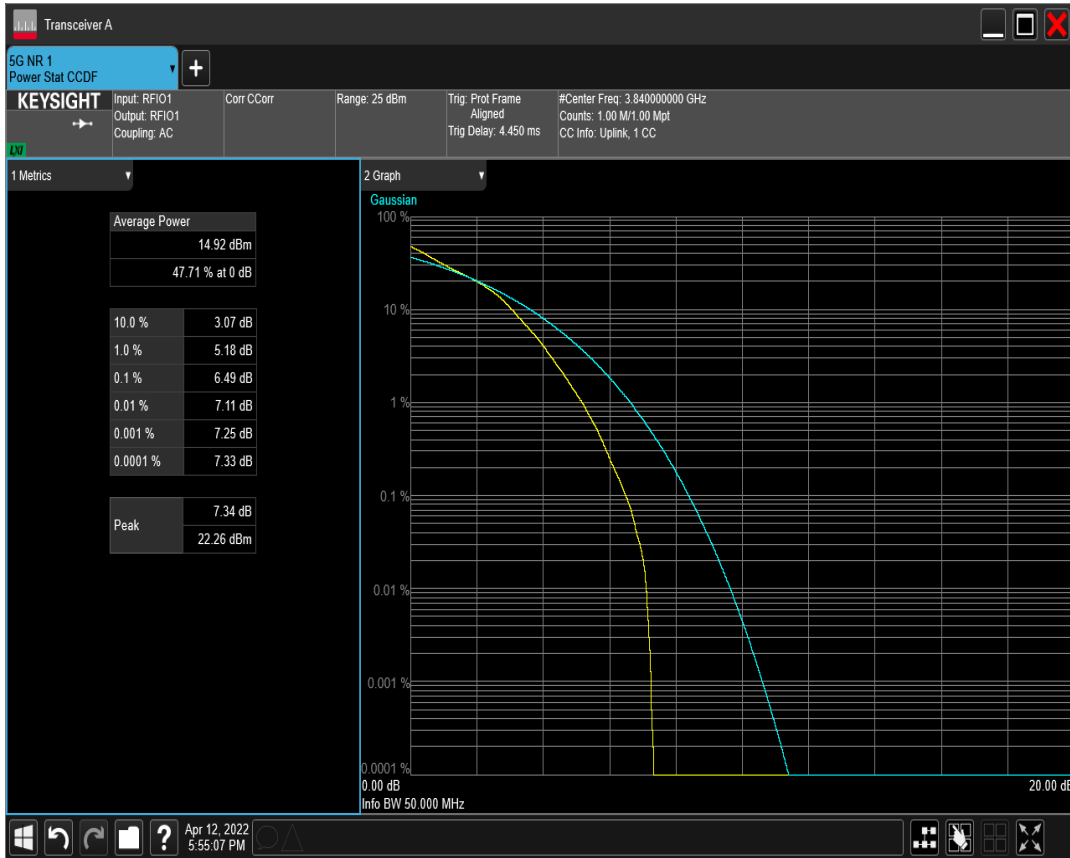 Transceiver A
5G NR 1
Power Stat CCDF
+
KEYSIGHT
LXI
Input: RFIO1
Output: RFIO1
Coupling: AC
Corr CCorr
Range: 25 dBm
Trig: Prot Frame
Aligned
Trig Delay: 4.450 ms
#Center Freq: 3.840000000 GHz
Counts: 1.00 M/1.00 Mpt
CC Info: Uplink, 1 CC
1 Metrics
Average Power
14.92 dBm
47.71 % at 0 dB
10.0 % 3.07 dB
1.0 % 5.18 dB
0.1 % 6.49 dB
0.01 % 7.11 dB
0.001 % 7.25 dB
0.0001 % 7.33 dB
Peak
7.34 dB
22.26 dBm
2 Graph
Gaussian
100 %
10 %
1 %
0.1 %
0.01 %
0.001 %
0.0001 %
0.00 dB 20.00 dB
Info BW 50.000 MHz
?
Apr 12, 2022
5:55:07 PM